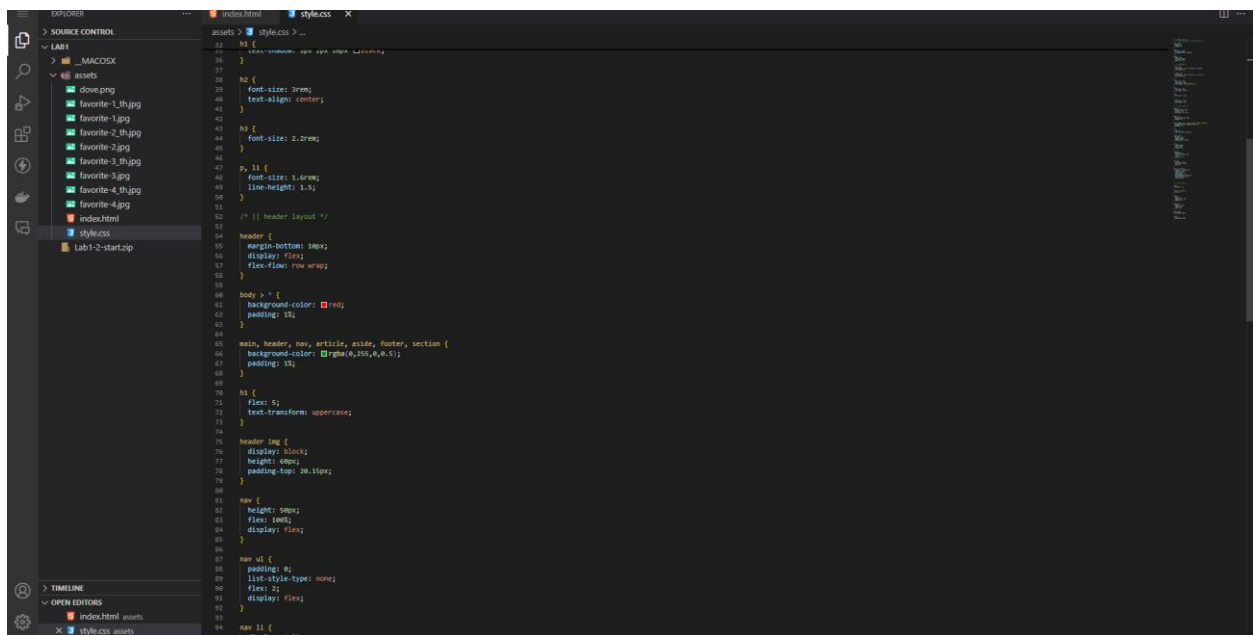 EXPLORER
···
index.html
style.css
SOURCE CONTROL
LAB1
__MACOSX
assets
dove.png
favorite-1_th.jpg
favorite-1.jpg
favorite-2_th.jpg
favorite-2.jpg
favorite-3_th.jpg
favorite-3.jpg
favorite-4_th.jpg
favorite-4.jpg
index.html
style.css
Lab1-2-start.zip
TIMELINE
OPEN EDITORS
index.html assets
style.css assets
assets > style.css > ...
32 h1 {
text-shadow: 2px 2px 10px black;
36 }
37
38 h2 {
39 font-size: 3rem;
40 text-align: center;
41 }
42
43 h3 {
44 font-size: 2.2rem;
45 }
46
47 p, li {
48 font-size: 1.6rem;
49 line-height: 1.5;
50 }
51
52 /* || header layout */
53
54 header {
55 margin-bottom: 10px;
56 display: flex;
57 flex-flow: row wrap;
58 }
59
60 body > * {
61 background-color: red;
62 padding: 1%;
63 }
64
65 main, header, nav, article, aside, footer, section {
66 background-color: rgba(0,255,0,0.5);
67 padding: 1%;
68 }
69
70 h1 {
71 flex: 5;
72 text-transform: uppercase;
73 }
74
75 header img {
76 display: block;
77 height: 60px;
78 padding-top: 20.15px;
79 }
80
81 nav {
82 height: 50px;
83 flex: 100%;
84 display: flex;
85 }
86
87 nav ul {
88 padding: 0;
89 list-style-type: none;
90 flex: 2;
91 display: flex;
92 }
93
94 nav li {